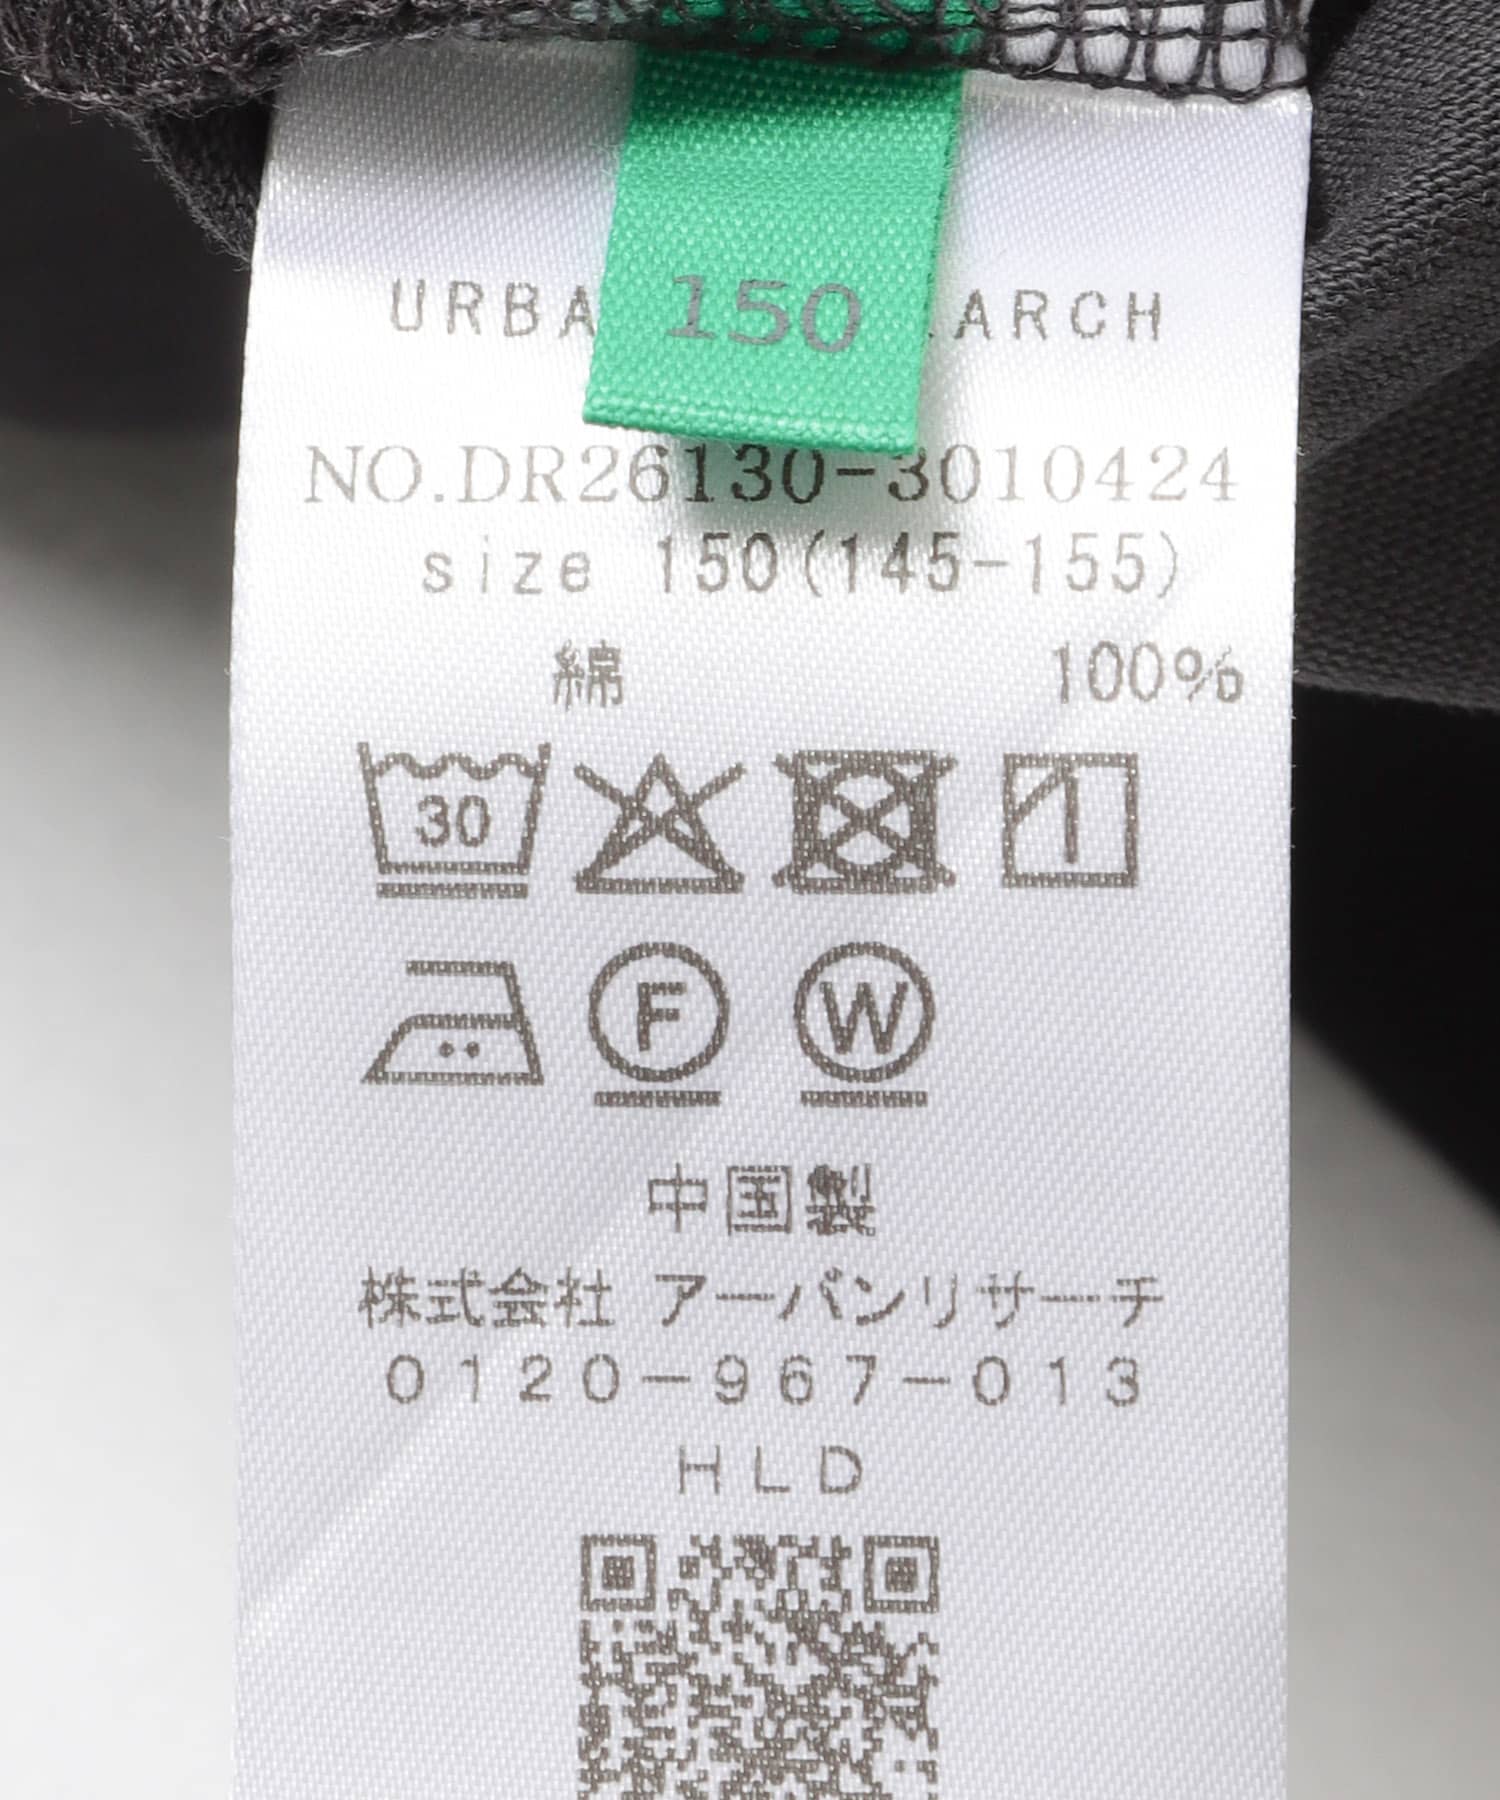 150
URBA ARCH
NO.DR26130-3010424
size 150(145-155)
綿 100%
30
F W
中国製
株式会社 アーバンリサーチ
0120-967-013
HLD